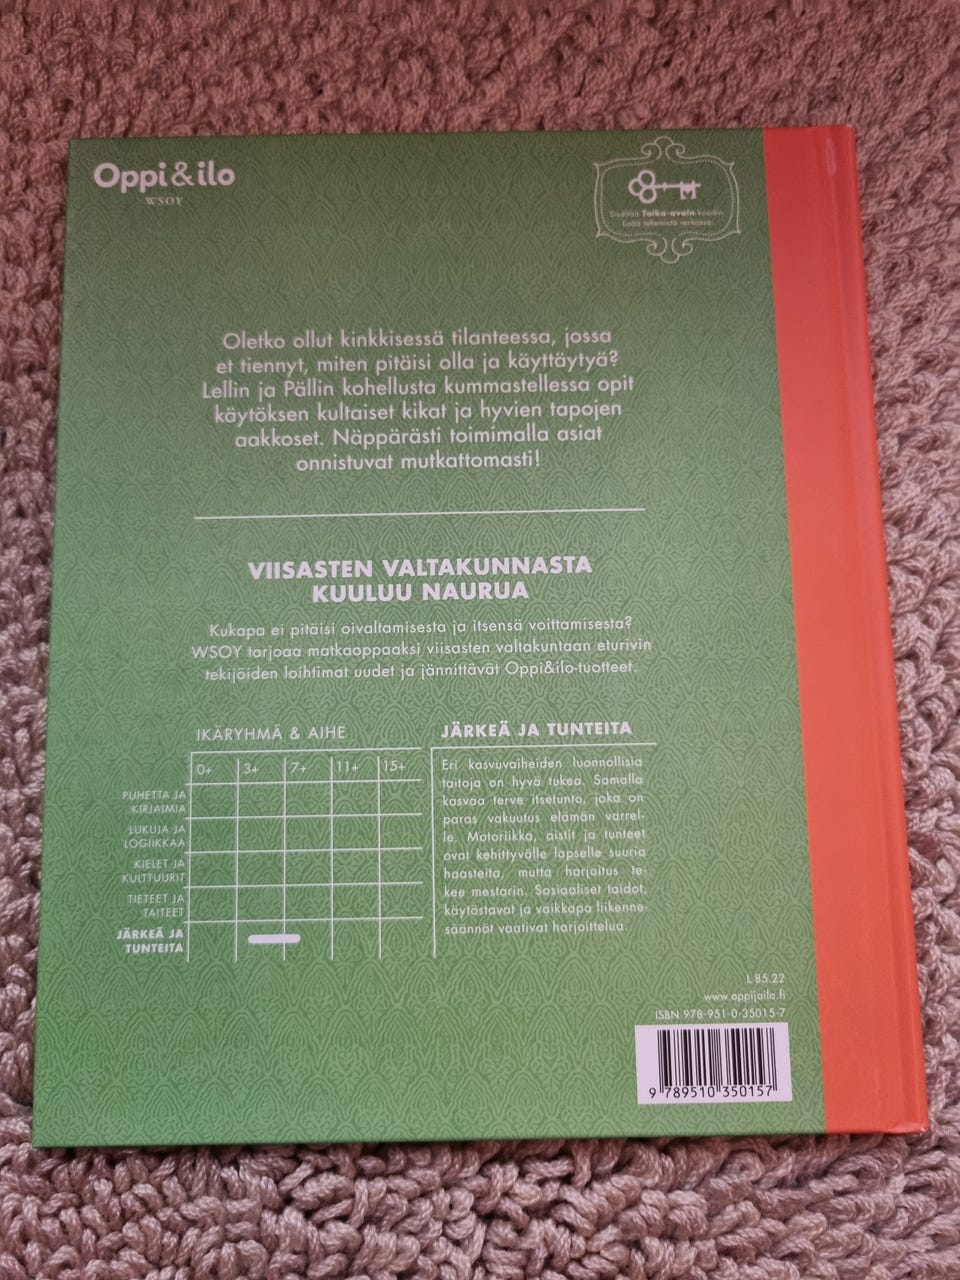 Oppi&ilo
WSOY
Sisältää Taika-avain koodin.
Lisää tekemistä verkossa.
Oletko ollut kinkkisessä tilanteessa, jossa
et tiennyt, miten pitäisi olla ja käyttäytyä?
Lellin ja Pällin kohellusta kummastellessa opit
käytöksen kultaiset kikat ja hyvien tapojen
aakkoset. Näppärästi toimimalla asiat
onnistuvat mutkattomasti!
VIISASTEN VALTAKUNNASTA
KUULUU NAURUA
Kukapa ei pitäisi oivaltamisesta ja itsensä voittamisesta?
WSOY tarjoaa matkaoppaaksi viisasten valtakuntaan eturivin
tekijöiden loihtimat uudet ja jännittävät Oppi&ilo-tuotteet.
IKÄRYHMÄ & AIHE
0+ 3+ 7+ 11+ 15+
PUHETTA JA
KIRJAIMIA
LUKUJA JA
LOGIIKKAA
KIELET JA
KULTTUURIT
TIETEET JA
TAITEET
JÄRKEÄ JA
TUNTEITA
JÄRKEÄ JA TUNTEITA
Eri kasvuvaiheiden luonnollisia
taitoja on hyvä tukea. Samalla
kasvaa terve itsetunto, joka on
paras vakuutus elämän varrel-
le. Motoriikka, aistit ja tunteet
ovat kehittyvälle lapselle suuria
haasteita, mutta harjoitus te-
kee mestarin. Sosiaaliset taidot,
käytöstavat ja vaikkapa liikenne-
säännöt vaativat harjoittelua.
L 85.22
www.oppijailo.fi
ISBN 978-951-0-35015-7
9 789510 350157